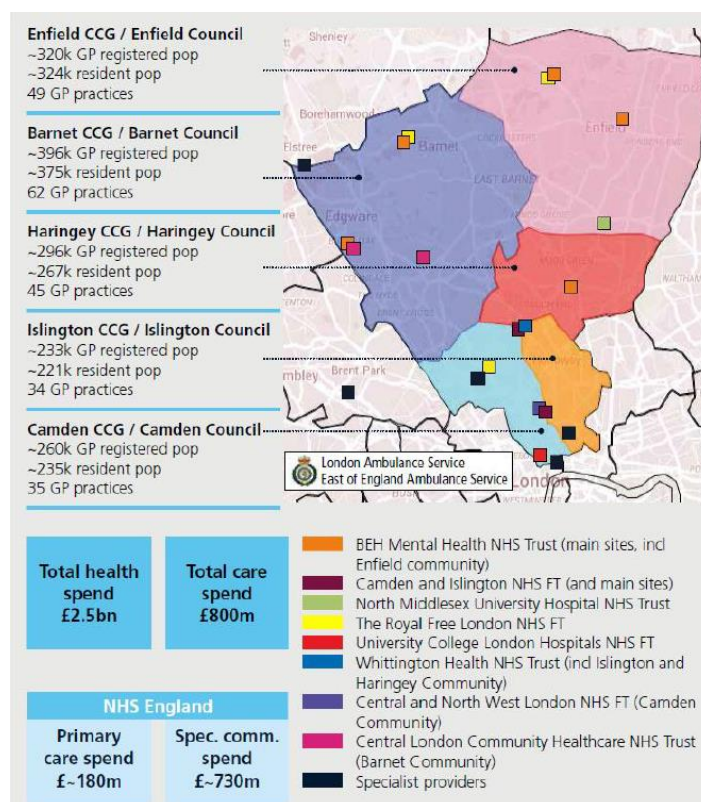 Enfield CCG / Enfield Council
~320k GP registered pop
~324k resident pop
49 GP practices
Barnet CCG / Barnet Council
~396k GP registered pop
~375k resident pop
62 GP practices
Haringey CCG / Haringey Council
~296k GP registered pop
~267k resident pop
45 GP practices
Islington CCG / Islington Council
~233k GP registered pop
~221k resident pop
34 GP practices
Camden CCG / Camden Council
~260k GP registered pop
~235k resident pop
35 GP practices
Shenley
Borehamwood
Elstree
Enfield
Barnet
EAST BARNET
Edgware
WOOD GREEN
WALTHAM
Brent Park
London
London Ambulance Service
East of England Ambulance Service
Total health
spend
£2.5bn
Total care
spend
£800m
NHS England
Primary
care spend
£~180m
Spec. comm.
spend
£~730m
BEH Mental Health NHS Trust (main sites, incl
Enfield community)
Camden and Islington NHS FT (and main sites)
North Middlesex University Hospital NHS Trust
The Royal Free London NHS FT
University College London Hospitals NHS FT
Whittington Health NHS Trust (incl Islington and
Haringey Community)
Central and North West London NHS FT (Camden
Community)
Central London Community Healthcare NHS Trust
(Barnet Community)
Specialist providers